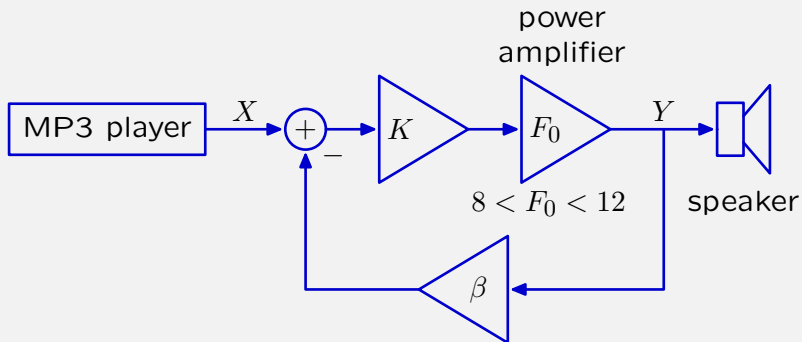 power
amplifier
MP3 player
X
+
−
K
F₀
Y
8 < F₀ < 12
speaker
β